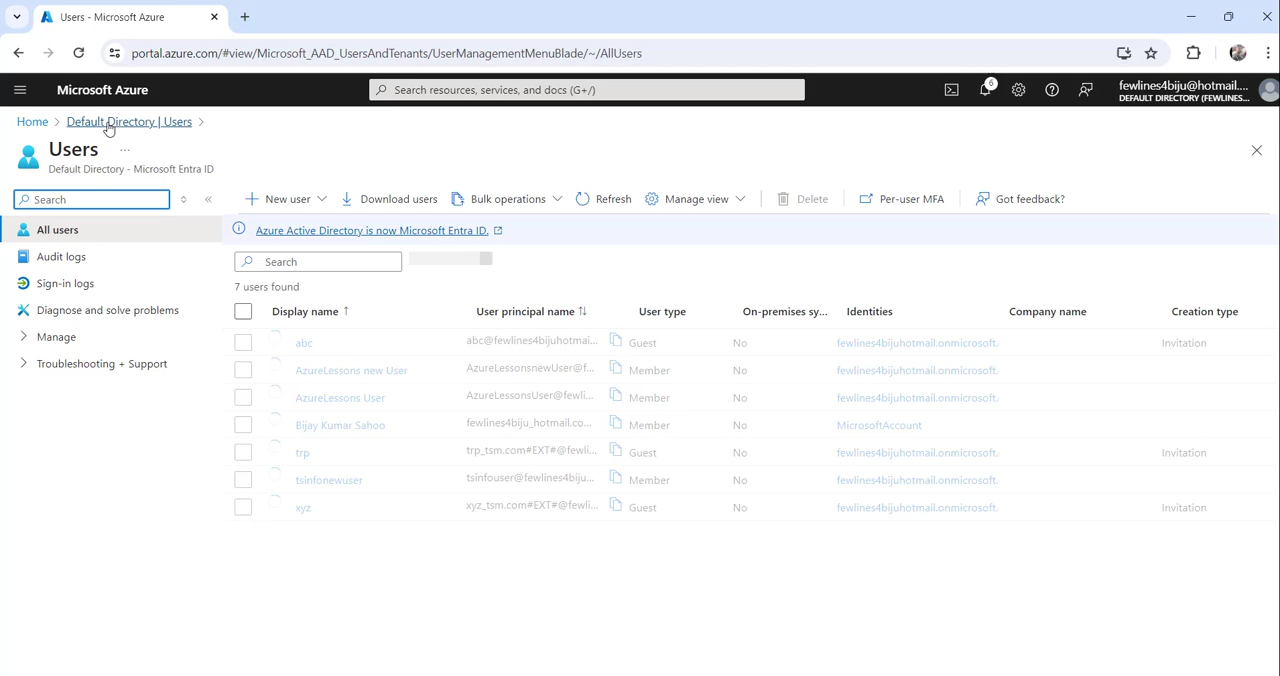 Users - Microsoft Azure
portal.azure.com/#view/Microsoft_AAD_UsersAndTenants/UserManagementMenuBlade/~/AllUsers
Microsoft Azure
Search resources, services, and docs (G+/)
6
fewlines4biju@hotmail....
DEFAULT DIRECTORY (FEWLINES...
Home > Default Directory | Users >
Users ...
Default Directory - Microsoft Entra ID
Search
New user
Download users
Bulk operations
Refresh
Manage view
Delete
Per-user MFA
Got feedback?
All users
Audit logs
Sign-in logs
Diagnose and solve problems
Manage
Troubleshooting + Support
Azure Active Directory is now Microsoft Entra ID.
Search
7 users found
Display name ↑ User principal name ↑↓ User type On-premises sy... Identities Company name Creation type
abc abc@fewlines4bijuhotmai... Guest No fewlines4bijuhotmail.onmicrosoft. Invitation
AzureLessons new User AzureLessonsnewUser@f... Member No fewlines4bijuhotmail.onmicrosoft.
AzureLessons User AzureLessonsUser@fewli... Member No fewlines4bijuhotmail.onmicrosoft.
Bijay Kumar Sahoo fewlines4biju_hotmail.co... Member No MicrosoftAccount
trp trp_tsm.com#EXT#@fewli... Guest No fewlines4bijuhotmail.onmicrosoft. Invitation
tsinfonewuser tsinfouser@fewlines4biju... Member No fewlines4bijuhotmail.onmicrosoft.
xyz xyz_tsm.com#EXT#@fewli... Guest No fewlines4bijuhotmail.onmicrosoft. Invitation